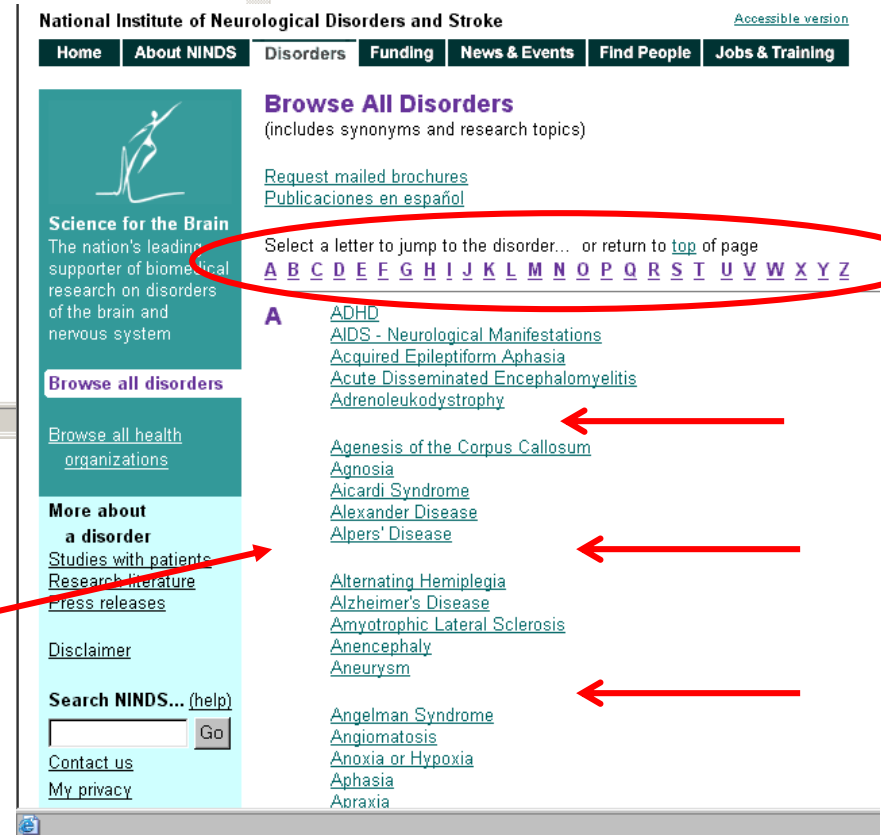 National Institute of Neurological Disorders and Stroke
Accessible version
Home About NINDS Disorders Funding News & Events Find People Jobs & Training
Science for the Brain
The nation's leading
supporter of biomedical
research on disorders
of the brain and
nervous system
Browse all disorders
Browse all health
organizations
More about
a disorder
Studies with patients
Research literature
Press releases
Disclaimer
Search NINDS... (help)
Go
Contact us
My privacy
Browse All Disorders
(includes synonyms and research topics)
Request mailed brochures
Publicaciones en español
Select a letter to jump to the disorder... or return to top of page
A B C D E F G H I J K L M N O P Q R S T U V W X Y Z
A
ADHD
AIDS - Neurological Manifestations
Acquired Epileptiform Aphasia
Acute Disseminated Encephalomyelitis
Adrenoleukodystrophy
Agenesis of the Corpus Callosum
Agnosia
Aicardi Syndrome
Alexander Disease
Alpers' Disease
Alternating Hemiplegia
Alzheimer's Disease
Amyotrophic Lateral Sclerosis
Anencephaly
Aneurysm
Angelman Syndrome
Angiomatosis
Anoxia or Hypoxia
Aphasia
Apraxia